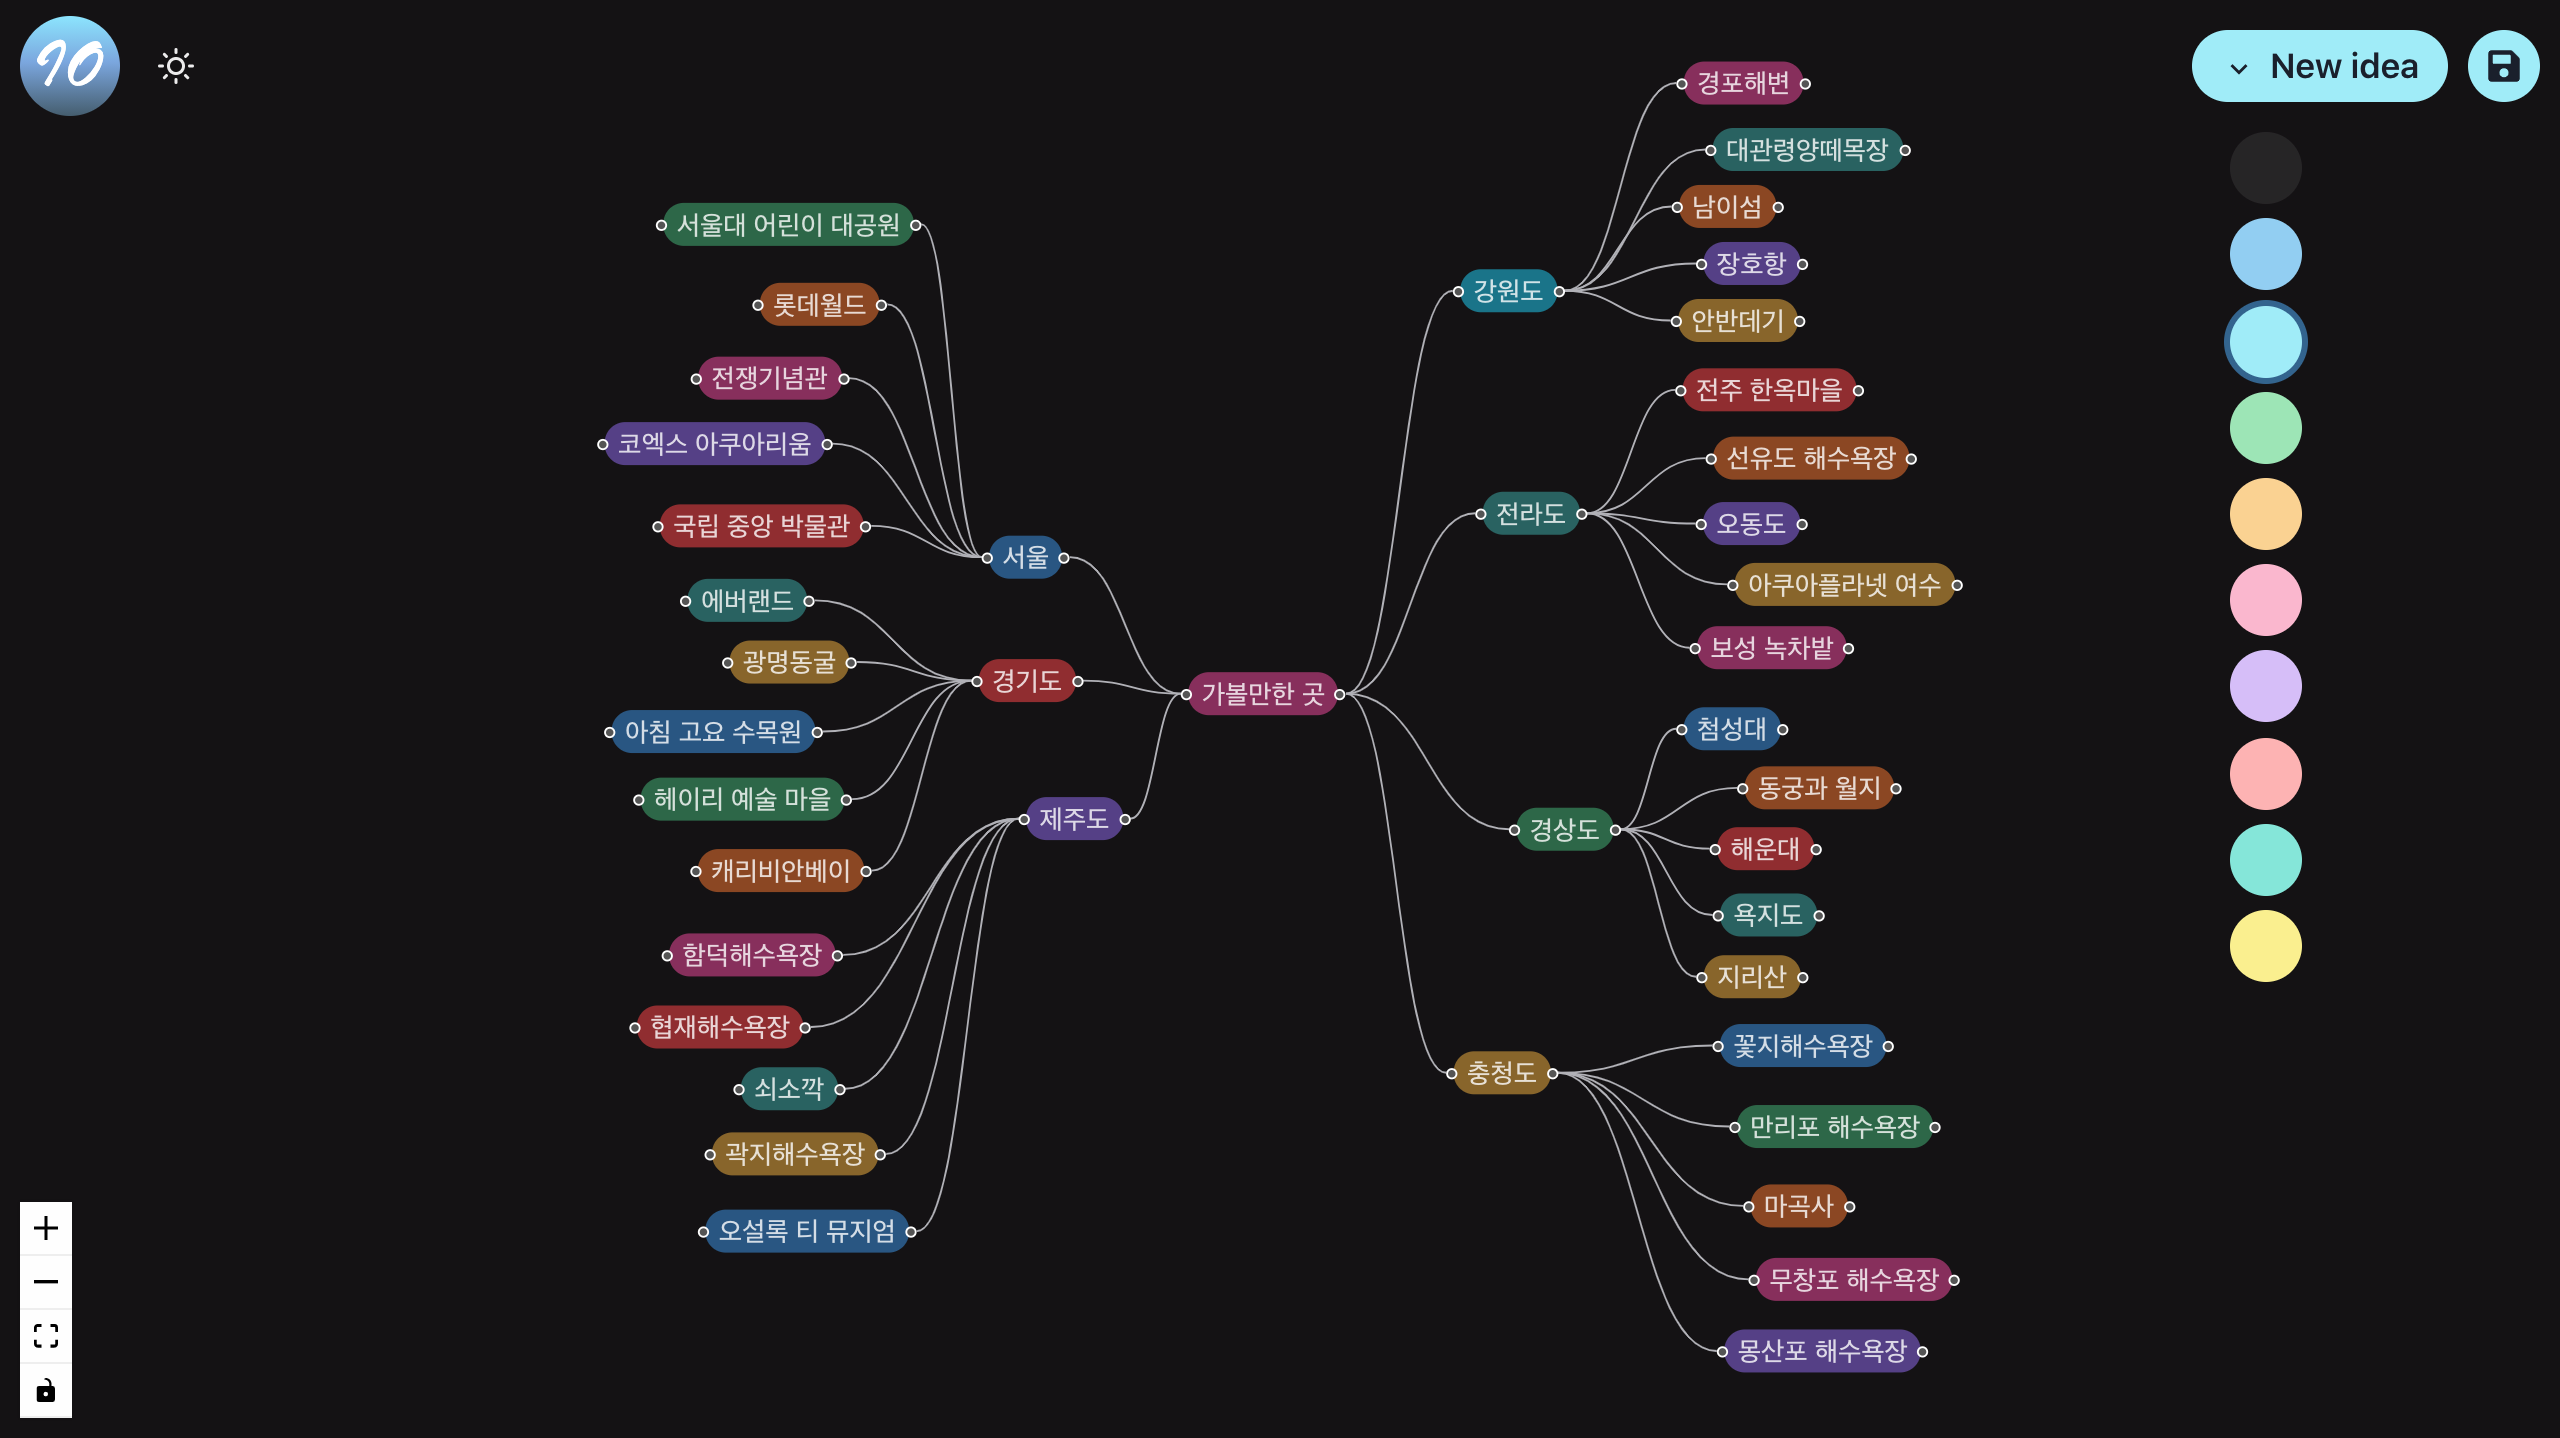 IO
New idea
서울대 어린이 대공원
롯데월드
전쟁기념관
코엑스 아쿠아리움
국립 중앙 박물관
서울
에버랜드
광명동굴
경기도
아침 고요 수목원
헤이리 예술 마을
캐리비안베이
제주도
함덕해수욕장
협재해수욕장
쇠소깍
곽지해수욕장
오설록 티 뮤지엄
가볼만한 곳
강원도
경포해변
대관령양떼목장
남이섬
장호항
안반데기
전라도
전주 한옥마을
선유도 해수욕장
오동도
아쿠아플라넷 여수
보성 녹차밭
경상도
첨성대
동궁과 월지
해운대
욕지도
지리산
충청도
꽃지해수욕장
만리포 해수욕장
마곡사
무창포 해수욕장
몽산포 해수욕장